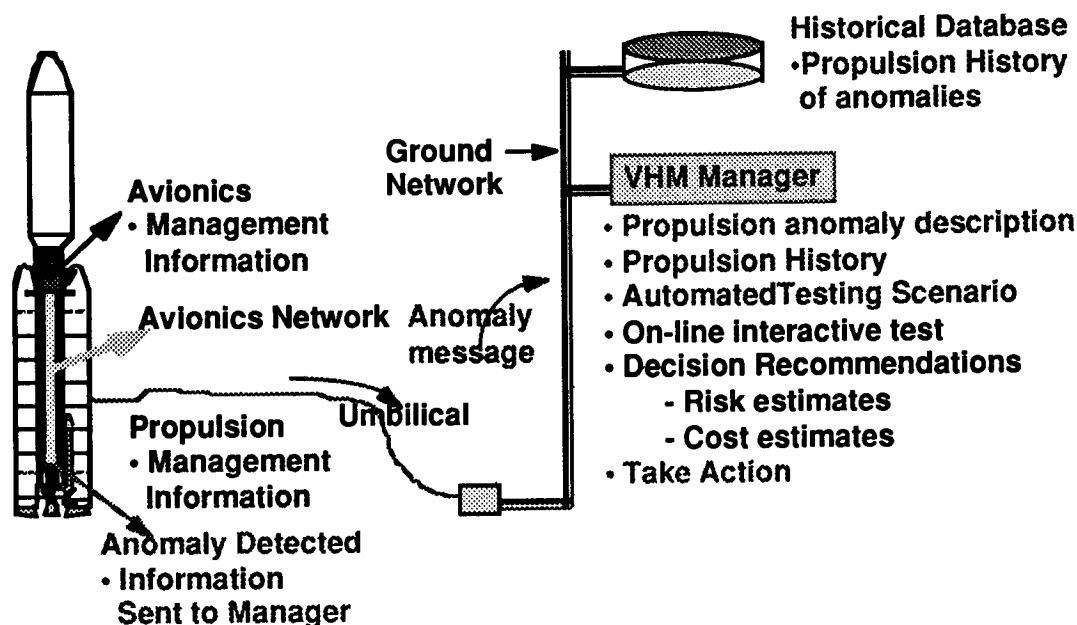 Historical Database
•Propulsion History
of anomalies
Ground
Network
VHM Manager
• Propulsion anomaly description
• Propulsion History
• AutomatedTesting Scenario
• On-line interactive test
• Decision Recommendations
- Risk estimates
- Cost estimates
• Take Action
Avionics
• Management
Information
Avionics Network
Anomaly
message
Umbilical
Propulsion
• Management
Information
Anomaly Detected
• Information
Sent to Manager